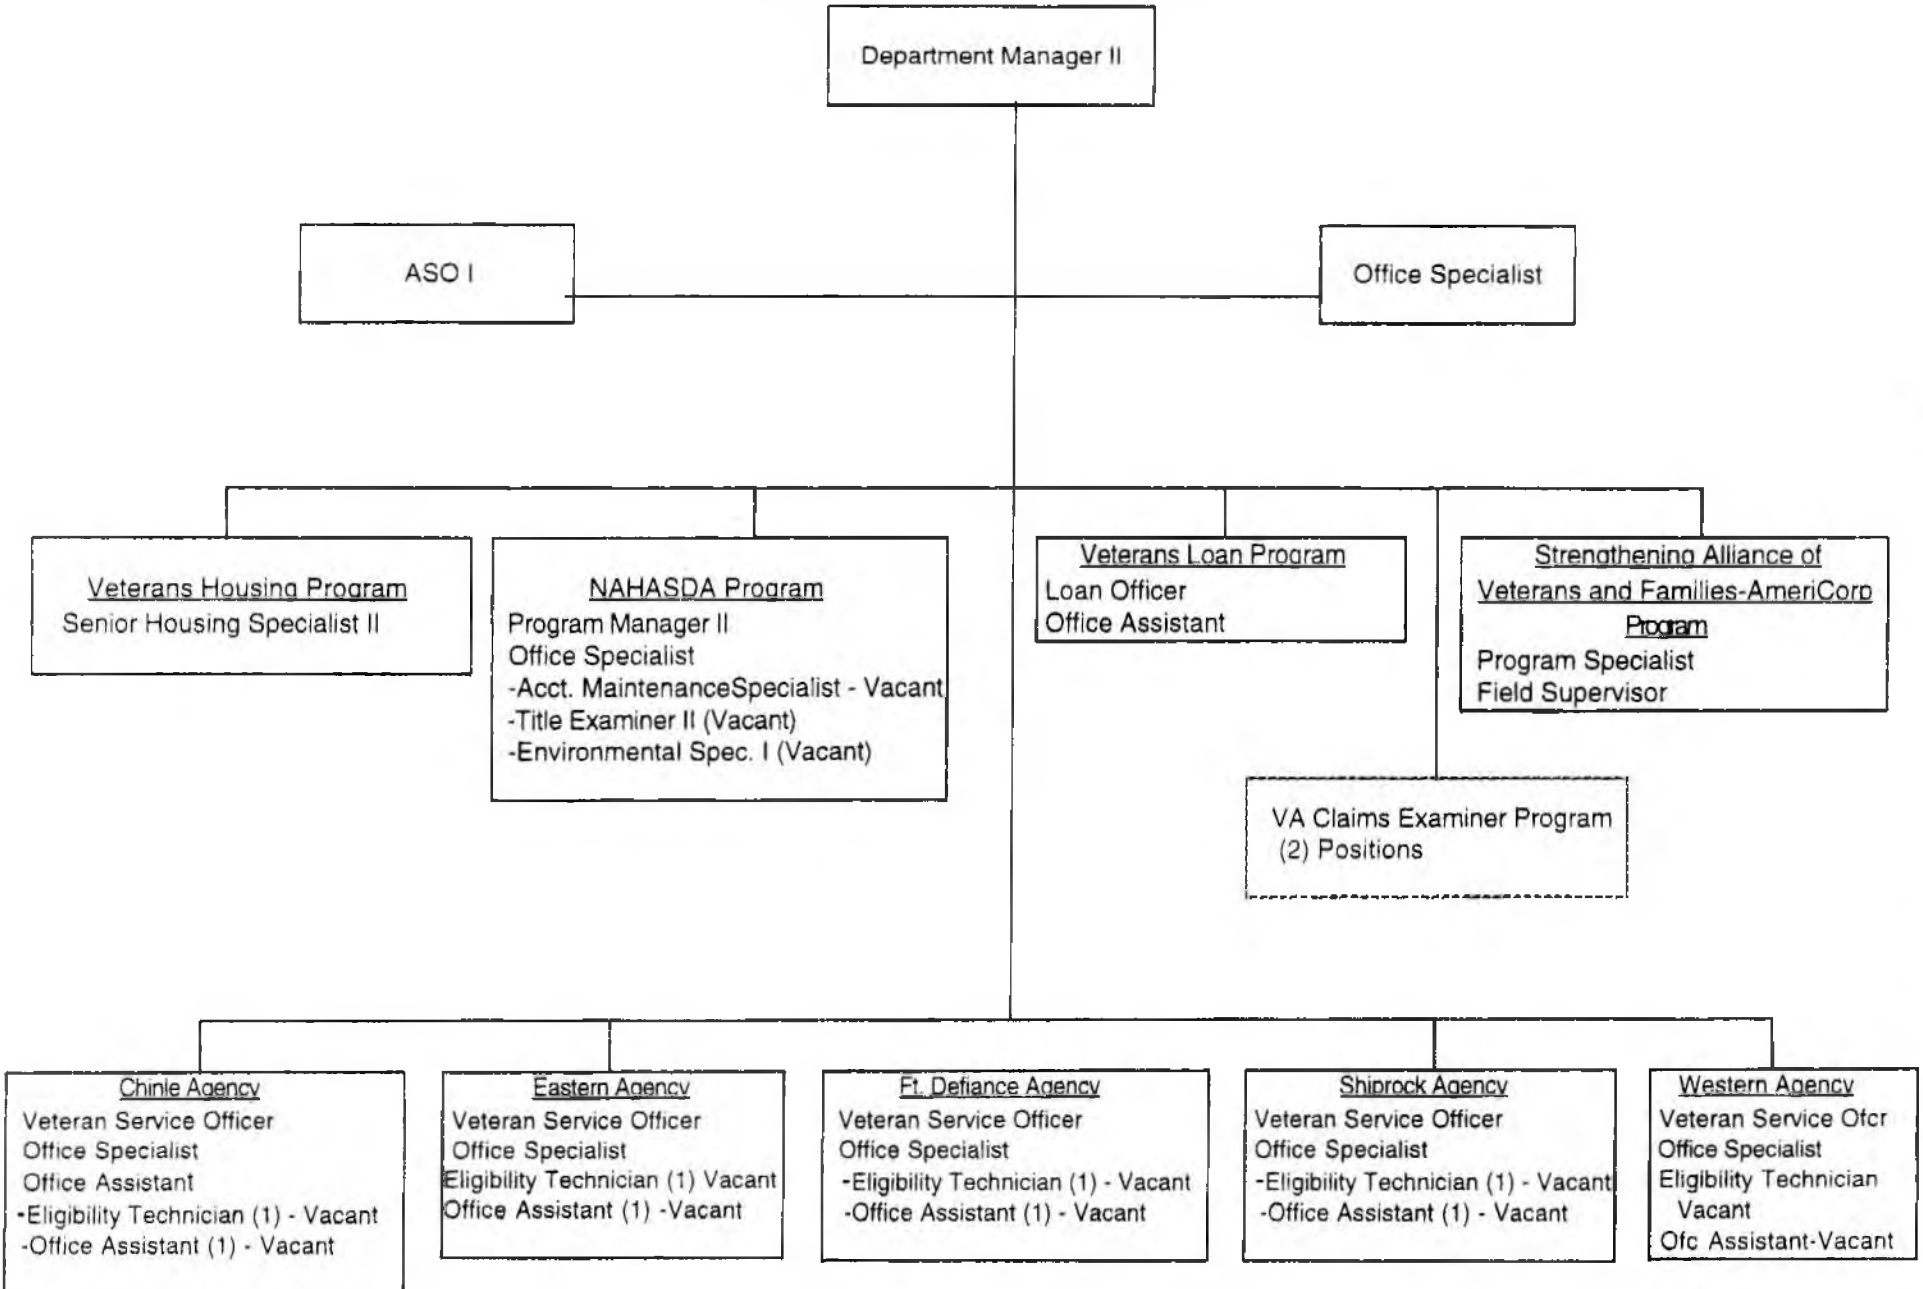 Department Manager II
ASO I
Office Specialist
Veterans Housing Program
Senior Housing Specialist II
NAHASDA Program
Program Manager II
Office Specialist
-Acct. MaintenanceSpecialist - Vacant
-Title Examiner II (Vacant)
-Environmental Spec. I (Vacant)
Veterans Loan Program
Loan Officer
Office Assistant
Strengthening Alliance of
Veterans and Families-AmeriCorp
Program
Program Specialist
Field Supervisor
VA Claims Examiner Program
(2) Positions
Chinle Agency
Veteran Service Officer
Office Specialist
Office Assistant
-Eligibility Technician (1) - Vacant
-Office Assistant (1) - Vacant
Eastern Agency
Veteran Service Officer
Office Specialist
Eligibility Technician (1) Vacant
Office Assistant (1) -Vacant
Ft. Defiance Agency
Veteran Service Officer
Office Specialist
-Eligibility Technician (1) - Vacant
-Office Assistant (1) - Vacant
Shiprock Agency
Veteran Service Officer
Office Specialist
-Eligibility Technician (1) - Vacant
-Office Assistant (1) - Vacant
Western Agency
Veteran Service Ofcr
Office Specialist
Eligibility Technician
Vacant
Ofc Assistant-Vacant